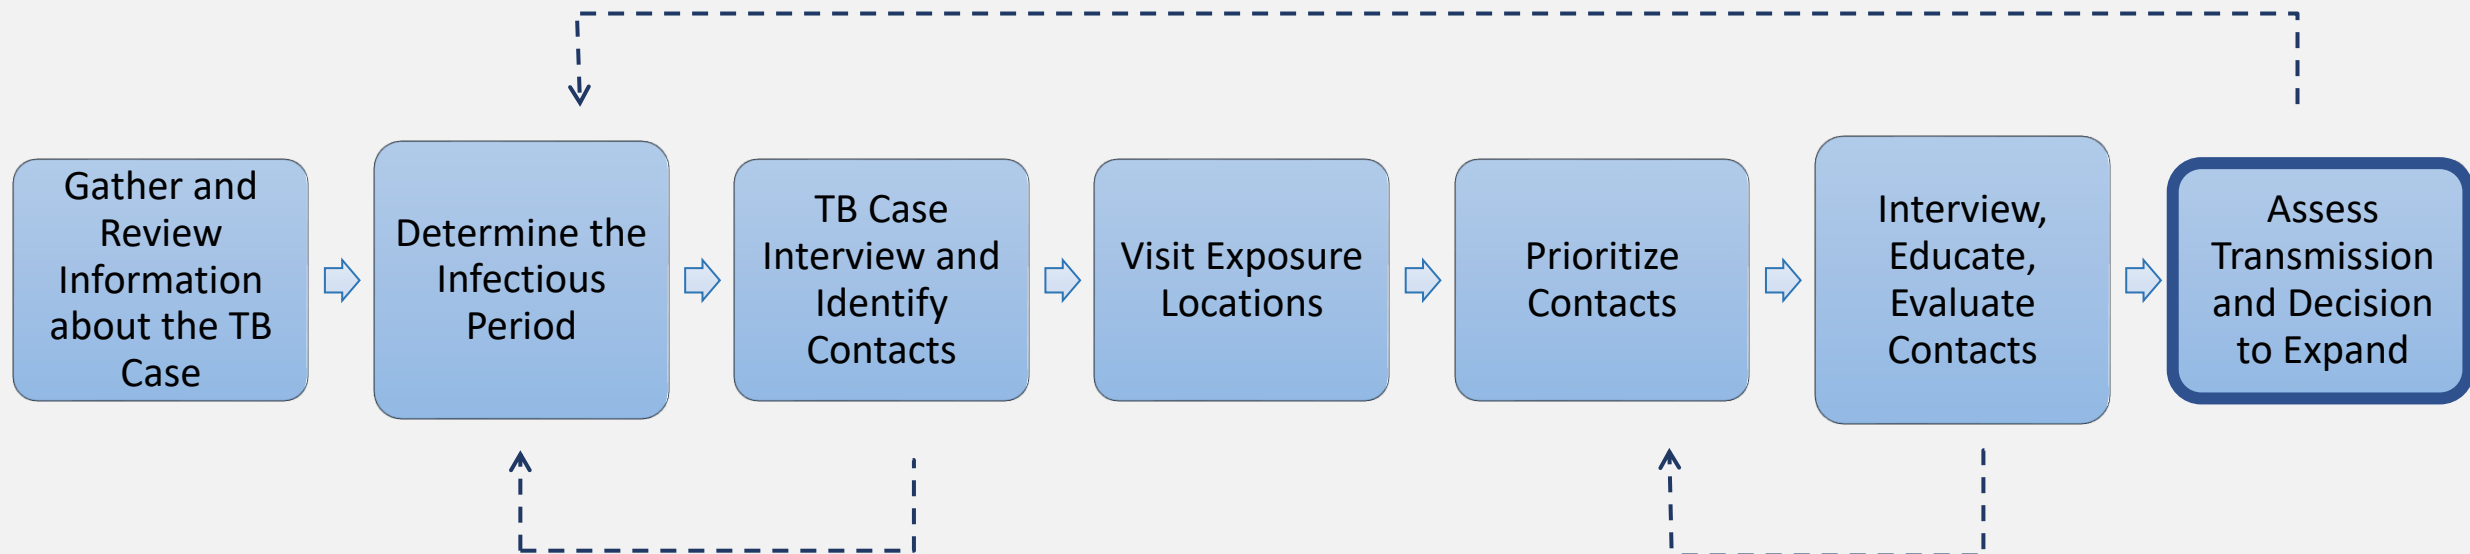 Gather and
Review
Information
about the TB
Case
Determine the
Infectious
Period
TB Case
Interview and
Identify
Contacts
Visit Exposure
Locations
Prioritize
Contacts
Interview,
Educate,
Evaluate
Contacts
Assess
Transmission
and Decision
to Expand